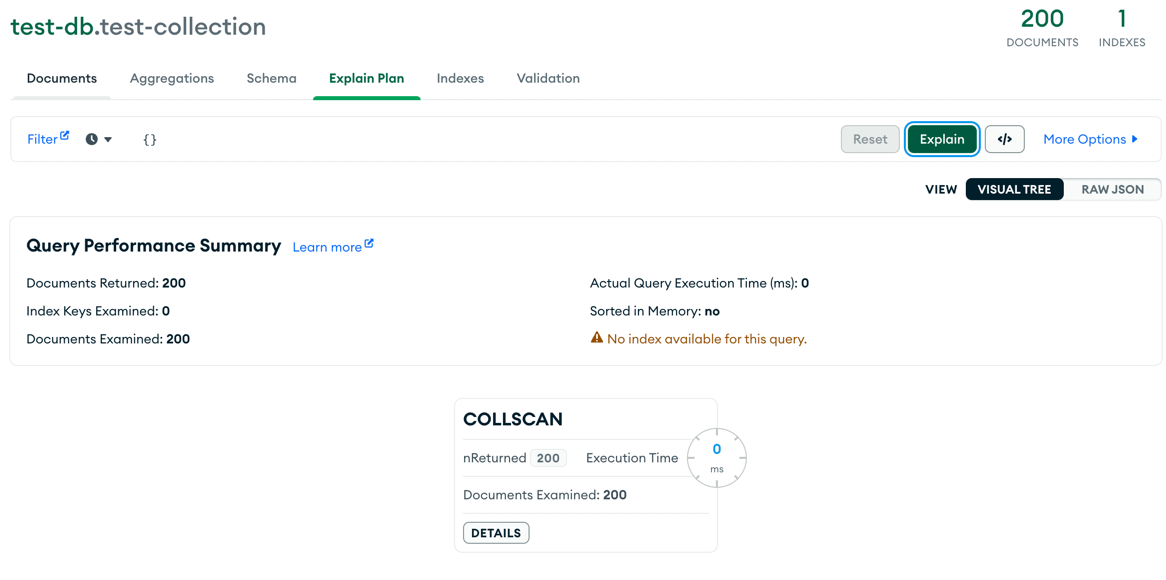 test-db.test-collection
200
DOCUMENTS
1
INDEXES
Documents Aggregations Schema Explain Plan Indexes Validation
Filter {} Reset Explain </> More Options
VIEW VISUAL TREE RAW JSON
Query Performance Summary Learn more
Documents Returned: 200
Index Keys Examined: 0
Documents Examined: 200
Actual Query Execution Time (ms): 0
Sorted in Memory: no
No index available for this query.
COLLSCAN
nReturned 200 Execution Time 0 ms
Documents Examined: 200
DETAILS